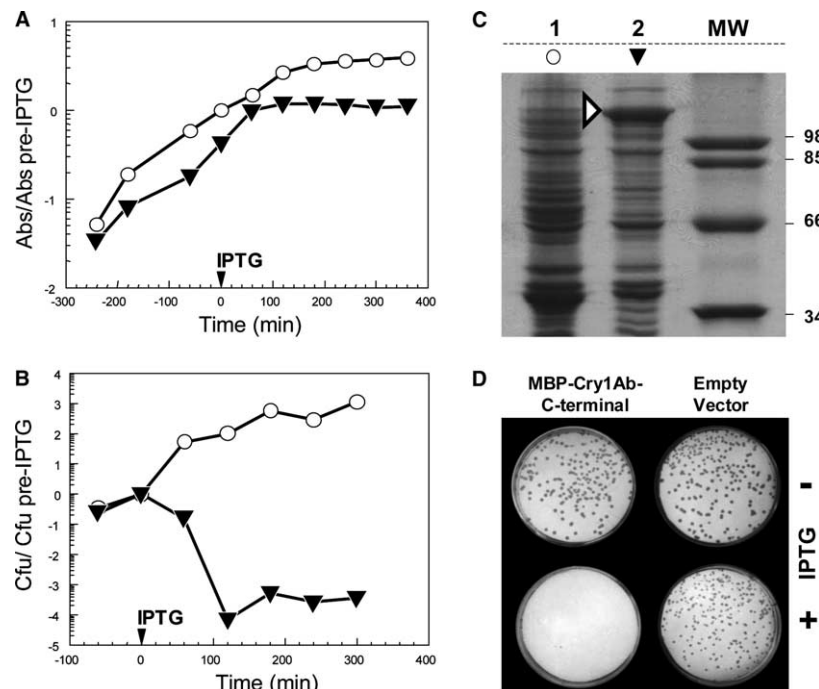 A
Abs/Abs pre-IPTG
1
0
-1
-2
IPTG
-300 -200 -100 0 100 200 300 400
Time (min)
B
Cfu/ Cfu pre-IPTG
4
3
2
1
0
-1
-2
-3
-4
-5
IPTG
-100 0 100 200 300 400
Time (min)
C
1 2 MW
98
85
66
34
D
MBP-Cry1Ab- Empty
C-terminal Vector
-
IPTG
+